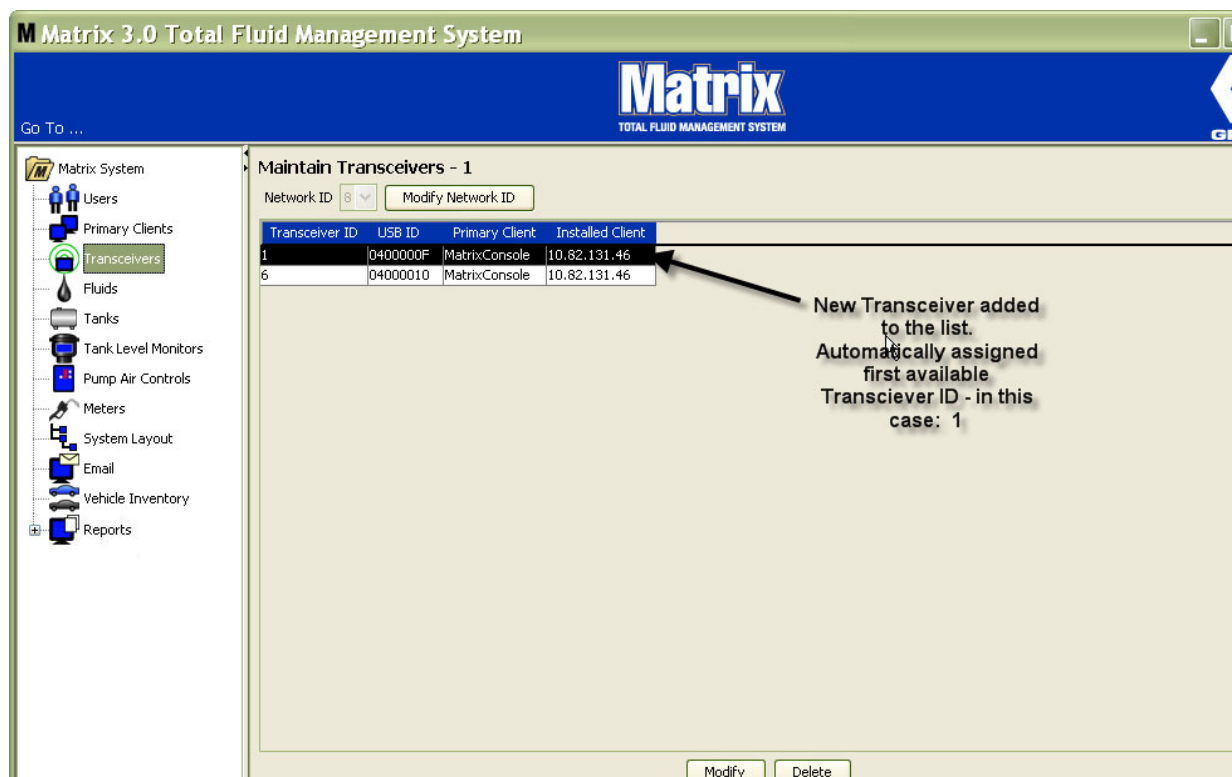 M Matrix 3.0 Total Fluid Management System
Matrix
TOTAL FLUID MANAGEMENT SYSTEM
Go To ...
Matrix System
Users
Primary Clients
Transceivers
Fluids
Tanks
Tank Level Monitors
Pump Air Controls
Meters
System Layout
Email
Vehicle Inventory
Reports
Maintain Transceivers - 1
Network ID 8 Modify Network ID
Transceiver ID USB ID Primary Client Installed Client
1 0400000F MatrixConsole 10.82.131.46
6 04000010 MatrixConsole 10.82.131.46
New Transceiver added
to the list.
Automatically assigned
first available
Transciever ID - in this
case: 1
Modify Delete